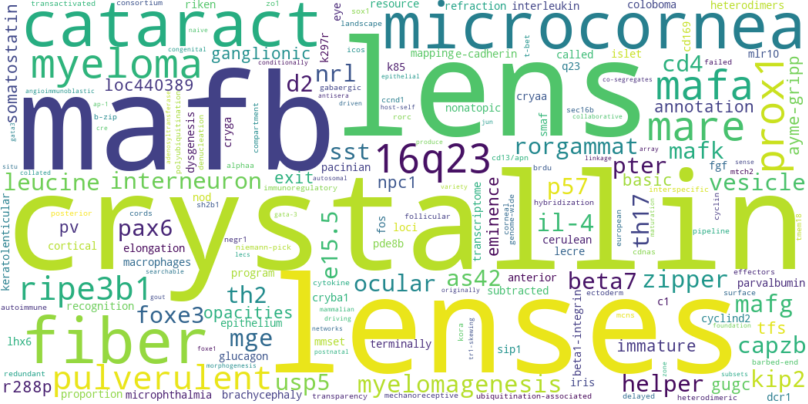 transactivated consortium riken zo1 eye resource sox1 interleukin coloboma heterodimers
cataract microcornea
somatostatin naive landscape refraction t-bet q23 cd169
myeloma ganglionic icos k297r mapping e-cadherin called islet mlr10
congenital conditionally k85 epithelial co-segregates failed
loc440389 d2 nrl gabaergic nonatopic cd4 mafa prox1
mafb lens
angioimmunoblastic antisera driven cryaa host-self collaborative annotation ayme-gripp
ap-1 b-zip cre gata3 dysgenesis cryga compartment ccnd1 sec16b smaf mare
polyubiquitination denucleation alphaa rorc jun array
situ collated sst 16q23 rorgammat mafk
pacinian cd13/apn produce linkage fgf sense
leucine interneuron exit npc1 brdu pter basic mtch2 vesicle
autosomal immunoregulatory variety p57 hybridization interspecific
keratolenticular posterior cords nod sh2b1 e15.5 follicular transcriptome eminence corneal genome-wide cyclin
crystallin
pv pax6 gata-3 fos loci il-4 european th17 maturation pipeline
cortical elongation negr1 niemann-pick pde8b cerulean cdnas
macrophages lecs lecre
searchable program cytokine as42 anterior beta7 zipper effectors parvalbumin
ripe3b1 th2 ocular
autoimmune gout cryba1 subtracted ectoderm surface c1 mafg
recognition foxe3 opacities mammalian originally beta1-integrin cyclind2 foundation tfs
fiber lenses
lhx6 mge epithelium driving mmset kora terminally immature capzb
networks foxe1 glucagon postnatal sip1 barbed-end
redundant morphogenesis zone
pulverulent usp5 myelomagenesis iris helper subsets gugc kip2
r288p proportion microphthalmia brachycephaly transparency mechanoreceptive ubiquitination-associated delayed heterodimeric dcr1